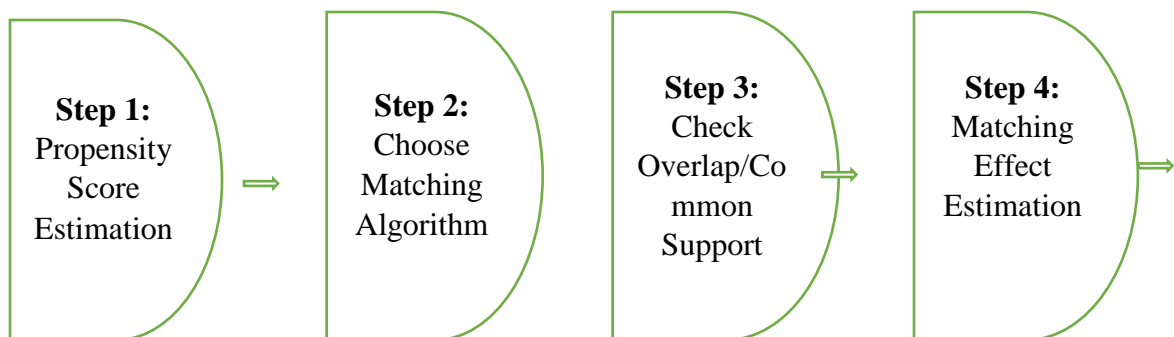 Step 1:
Propensity
Score
Estimation
Step 2:
Choose
Matching
Algorithm
Step 3:
Check
Overlap/Co
mmon
Support
Step 4:
Matching
Effect
Estimation